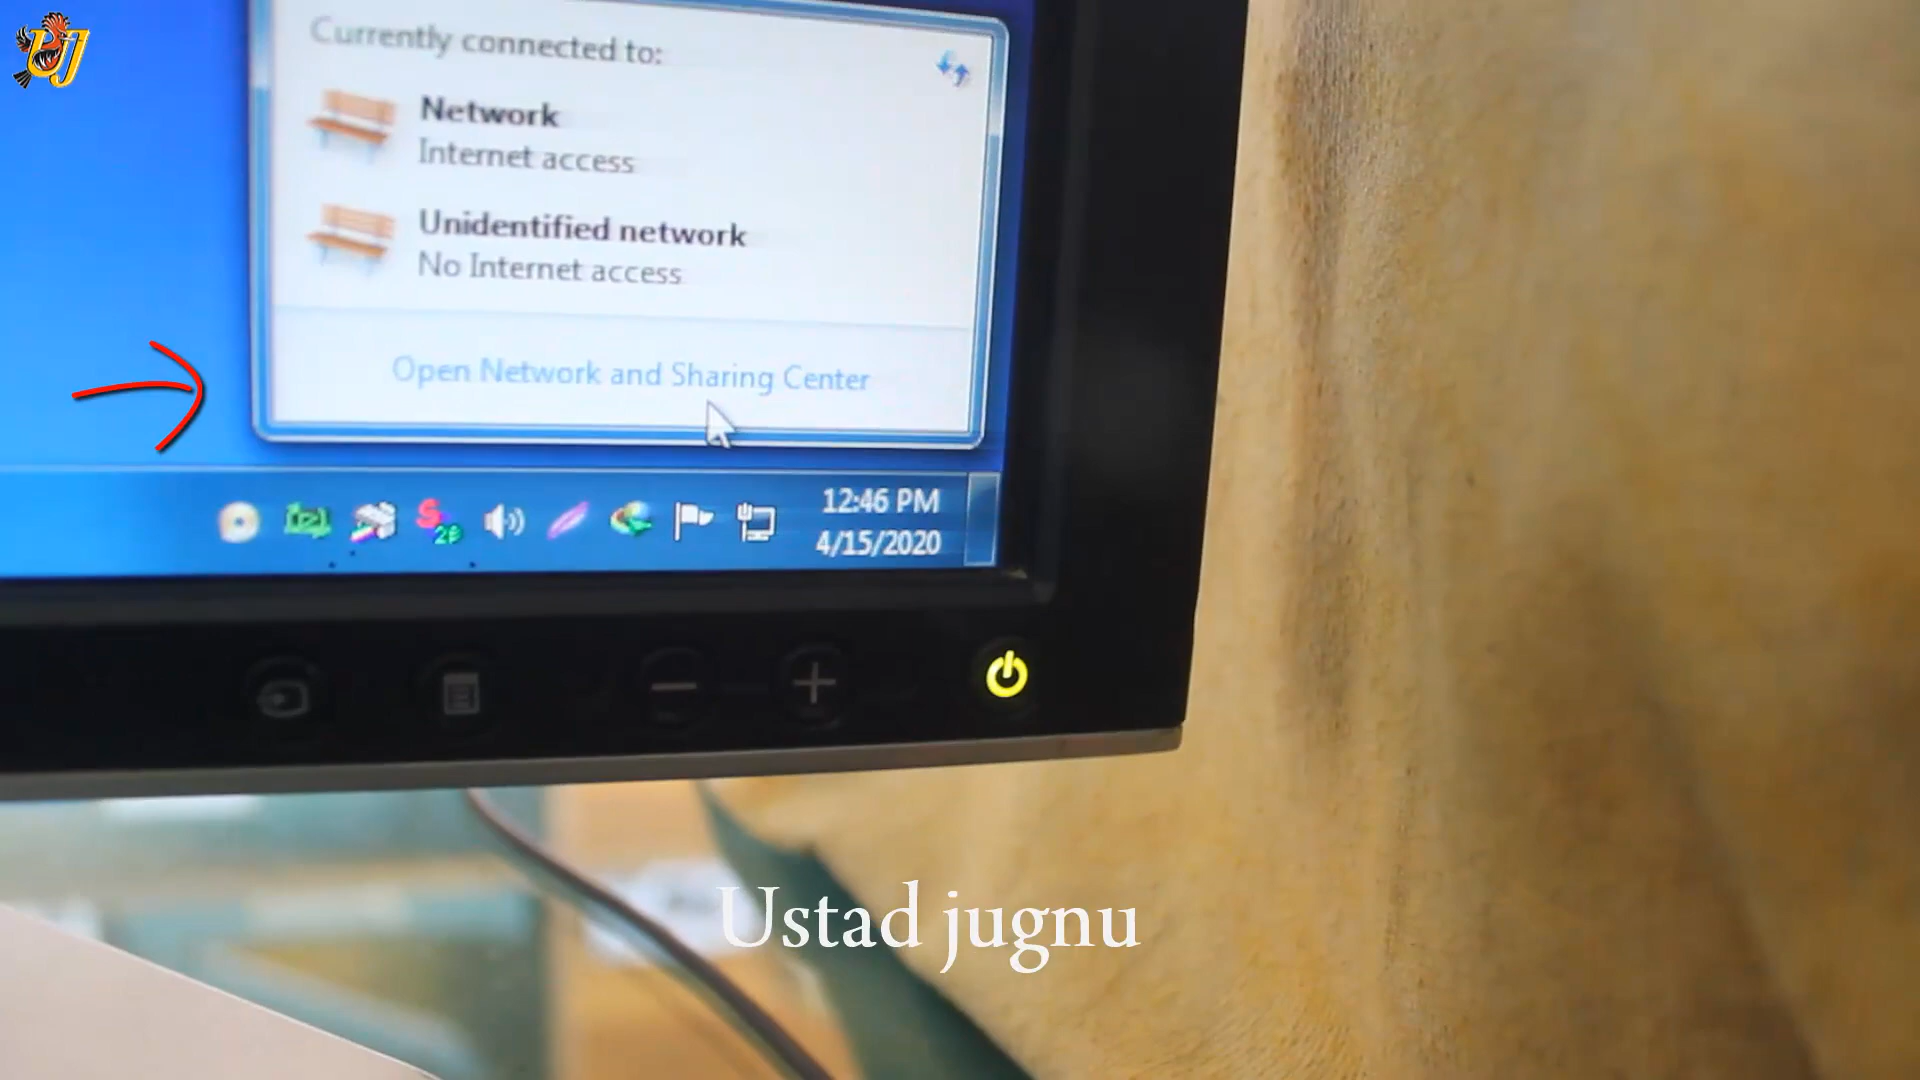 UJ
Currently connected to:
Network
Internet access
Unidentified network
No Internet access
Open Network and Sharing Center
12:46 PM
4/15/2020
Ustad jugnu